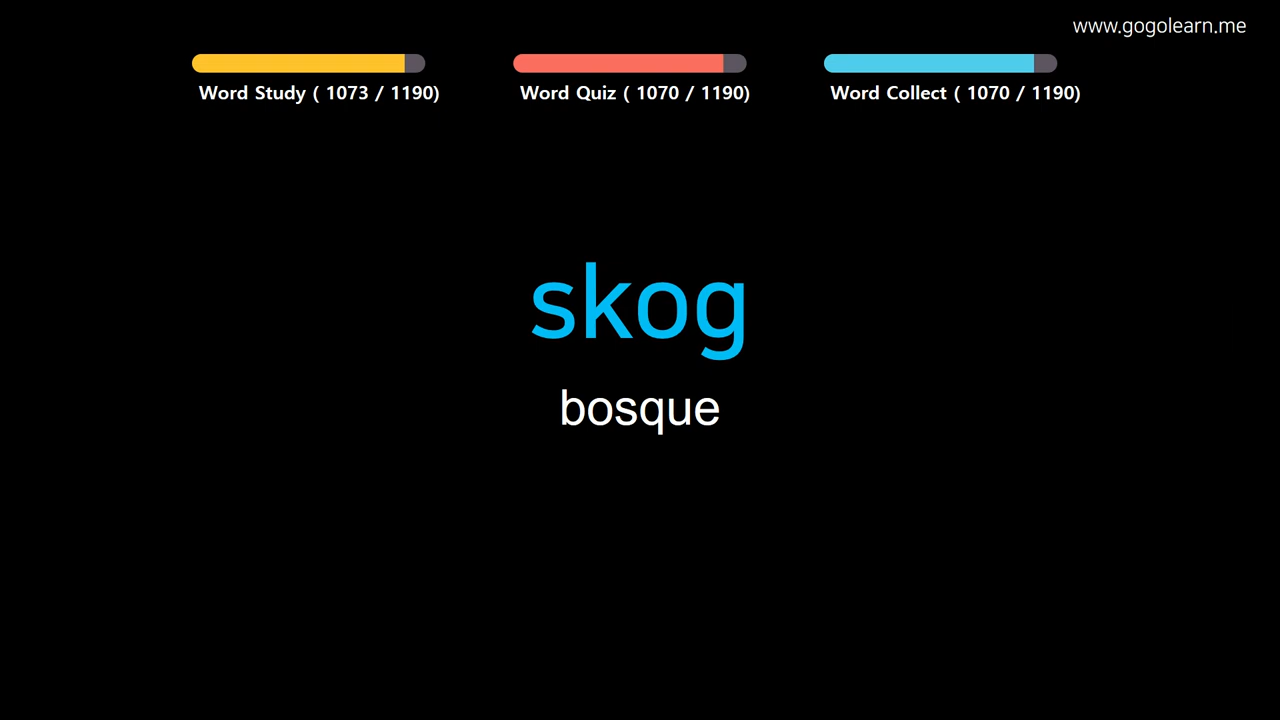 www.gogolearn.me
Word Study ( 1073 / 1190)
Word Quiz ( 1070 / 1190)
Word Collect ( 1070 / 1190)
skog
bosque